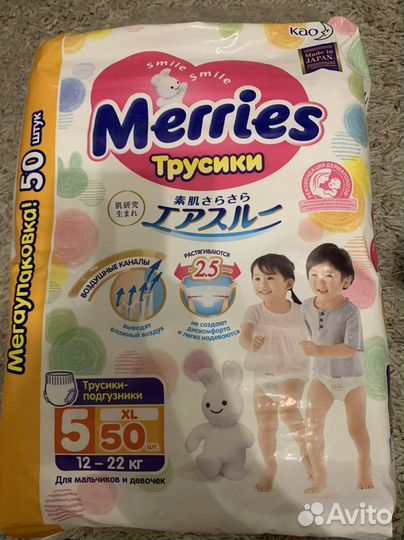 Kao
Made in
JAPAN
Smile Smile
Merries
Трусики
Мегаупаковка! 50 штук
肌研究
生まれ
素肌さらさら
エアスルー
РЕКОМЕНДАЦИЯ ДЕРМАТОЛОГОВ
ВОЗДУШНЫЕ КАНАЛЫ
выводят
влажный воздух
РАСТЯГИВАЮТСЯ
2.5
не создают
дискомфорта
и легко надеваются
Трусики-
подгузники
5
XL
50 шт.
12 – 22 кг
Для мальчиков и девочек
Avito